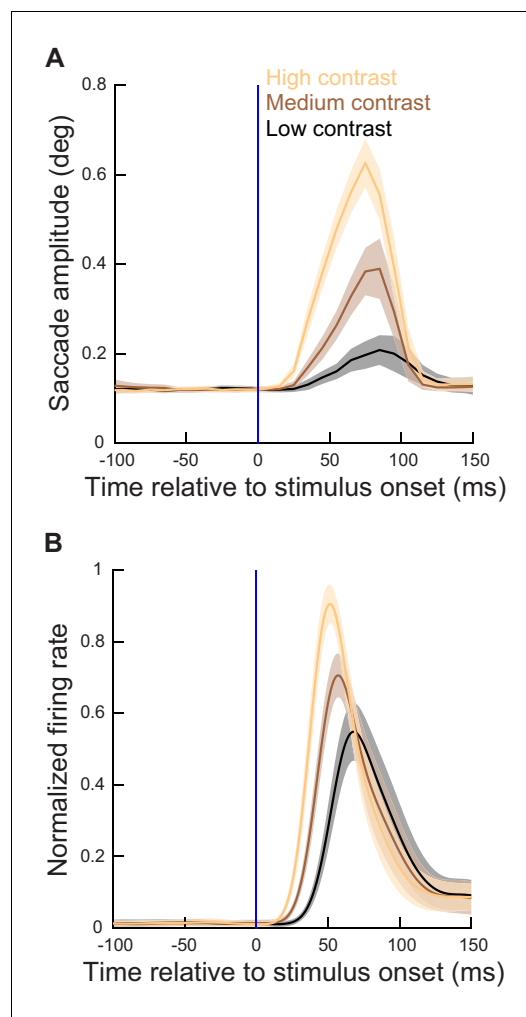 A
High contrast
Medium contrast
Low contrast
Saccade amplitude (deg)
0.8
0.6
0.4
0.2
0
-100
-50
0
50
100
150
Time relative to stimulus onset (ms)
B
Normalized firing rate
1
0.8
0.6
0.4
0.2
0
-100
-50
0
50
100
150
Time relative to stimulus onset (ms)